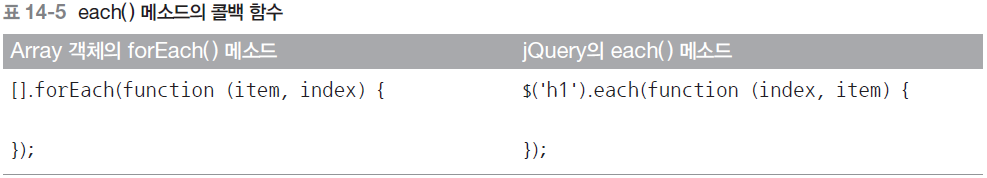 표 14-5 each() 메소드의 콜백 함수
Array 객체의 forEach() 메소드 jQuery의 each() 메소드
[].forEach(function (item, index) { $('h1').each(function (index, item) {
}); });